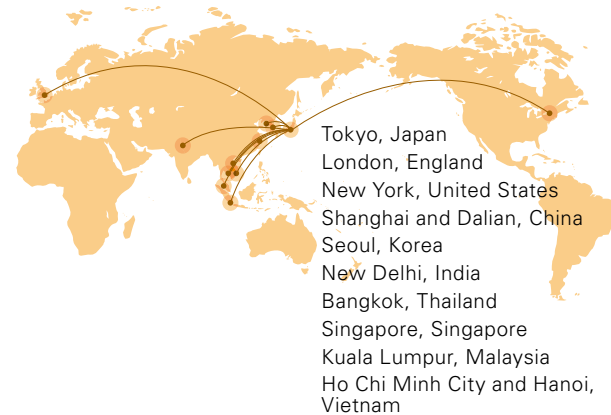 Tokyo, Japan
London, England
New York, United States
Shanghai and Dalian, China
Seoul, Korea
New Delhi, India
Bangkok, Thailand
Singapore, Singapore
Kuala Lumpur, Malaysia
Ho Chi Minh City and Hanoi,
Vietnam